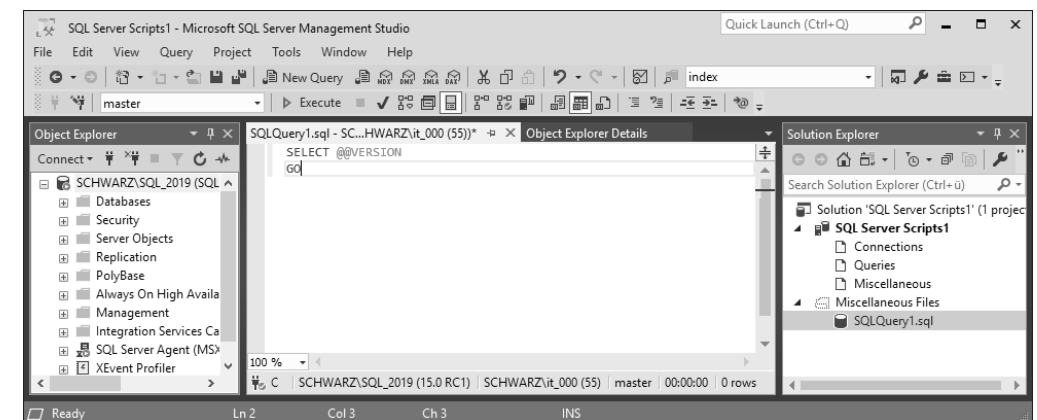 SQL Server Scripts1 - Microsoft SQL Server Management Studio
Quick Launch (Ctrl+Q)
File Edit View Query Project Tools Window Help
New Query MDX DMX XMLA DAX index
master Execute
Object Explorer
Connect
SCHWARZ\SQL_2019 (SQL
Databases
Security
Server Objects
Replication
PolyBase
Always On High Availa
Management
Integration Services Ca
SQL Server Agent (MSX
XEvent Profiler
SQLQuery1.sql - SC...HWARZ\it_000 (55))* Object Explorer Details
SELECT @@VERSION
GO
100 %
C SCHWARZ\SQL_2019 (15.0 RC1) SCHWARZ\it_000 (55) master 00:00:00 0 rows
Solution Explorer
Search Solution Explorer (Ctrl+ü)
Solution 'SQL Server Scripts1' (1 projec
SQL Server Scripts1
Connections
Queries
Miscellaneous
Miscellaneous Files
SQLQuery1.sql
Ready Ln 2 Col 3 Ch 3 INS